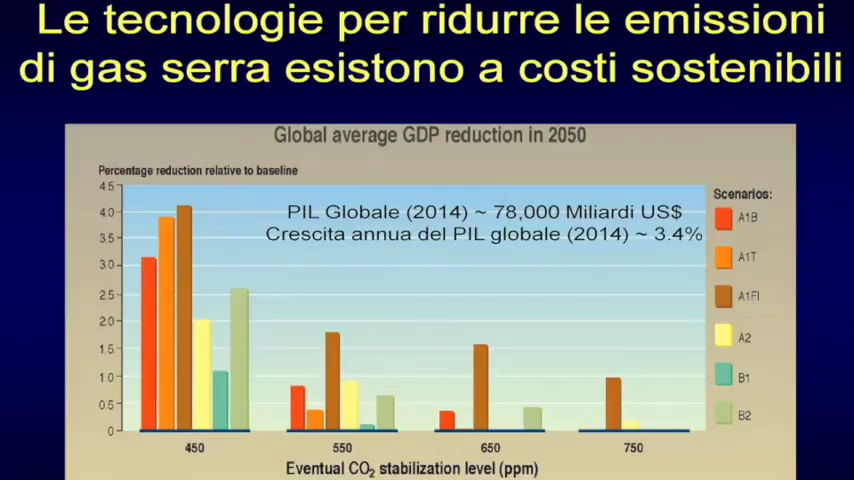 Le tecnologie per ridurre le emissioni
di gas serra esistono a costi sostenibili
Global average GDP reduction in 2050
Percentage reduction relative to baseline
4.5
4.0
3.5
3.0
2.5
2.0
1.5
1.0
0.5
0
PIL Globale (2014) ~ 78,000 Miliardi US$
Crescita annua del PIL globale (2014) ~ 3.4%
Scenarios:
A1B
A1T
A1FI
A2
B1
B2
450 550 650 750
Eventual CO₂ stabilization level (ppm)